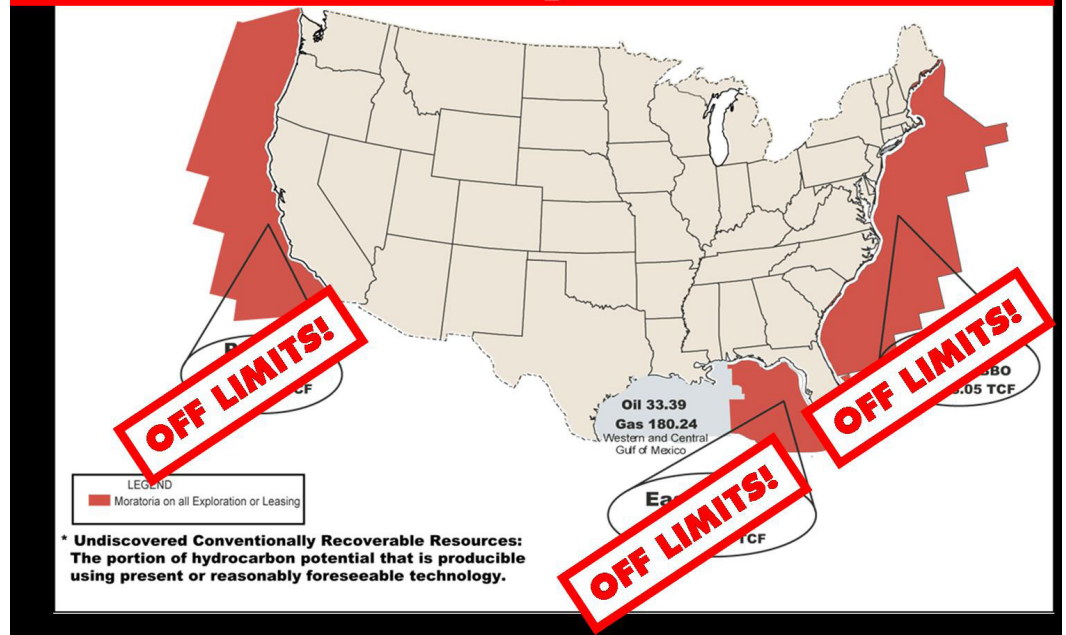 OFF LIMITS!
BBO
.05 TCF
OFF LIMITS!
Oil 33.39
Gas 180.24
Western and Central
Gulf of Mexico
OFF LIMITS!
TCF
LEGEND
Moratoria on all Exploration or Leasing
* Undiscovered Conventionally Recoverable Resources:
The portion of hydrocarbon potential that is producible
using present or reasonably foreseeable technology.